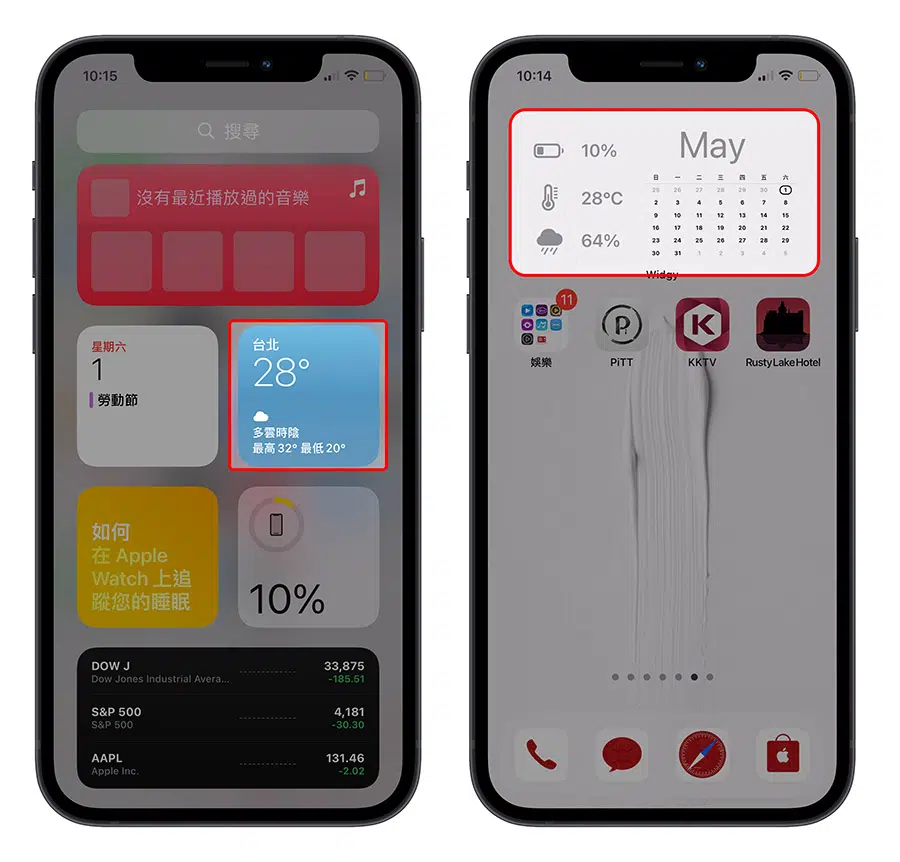 10:15
搜尋
沒有最近播放過的音樂
星期六
1
勞動節
台北
28°
多雲時陰
最高 32° 最低 20°
如何
在 Apple
Watch 上追
蹤您的睡眠
10%
DOW J
33,875
Dow Jones Industrial Avera...
-185.51
S&P 500
4,181
S&P 500
-30.30
AAPL
131.46
Apple Inc.
-2.02
10:14
10%
28°C
64%
May
日 一 二 三 四 五 六
25 26 27 28 29 30 1
2 3 4 5 6 7 8
9 10 11 12 13 14 15
16 17 18 19 20 21 22
23 24 25 26 27 28 29
30 31 1 2 3 4 5
Widgy
11
娛樂
P
PiTT
K
KKTV
RustyLakeHotel